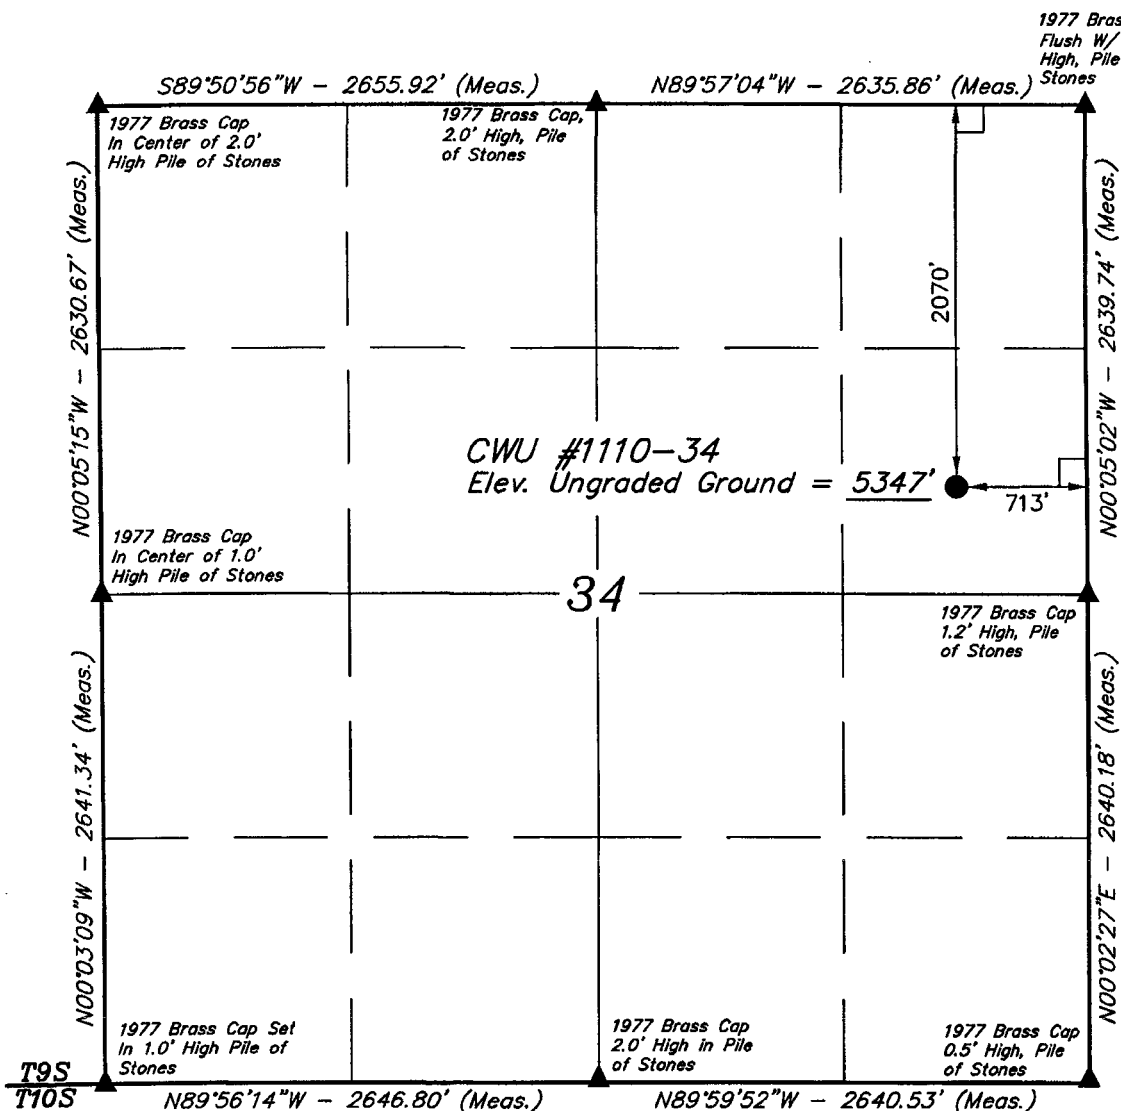 1977 Bras
Flush W/
High, Pile
Stones
S89°50'56"W - 2655.92' (Meas.)
N89°57'04"W - 2635.86' (Meas.)
1977 Brass Cap
In Center of 2.0'
High Pile of Stones
1977 Brass Cap,
2.0' High, Pile
of Stones
N00°05'15"W - 2630.67' (Meas.)
2070'
N00°05'02"W - 2639.74' (Meas.)
CWU #1110-34
Elev. Ungraded Ground = 5347'
713'
1977 Brass Cap
In Center of 1.0'
High Pile of Stones
34
1977 Brass Cap
1.2' High, Pile
of Stones
N00°03'09"W - 2641.34' (Meas.)
N00°02'27"E - 2640.18' (Meas.)
1977 Brass Cap Set
In 1.0' High Pile of
Stones
1977 Brass Cap
2.0' High in Pile
of Stones
1977 Brass Cap
0.5' High, Pile
of Stones
T9S
T10S
N89°56'14"W - 2646.80' (Meas.)
N89°59'52"W - 2640.53' (Meas.)